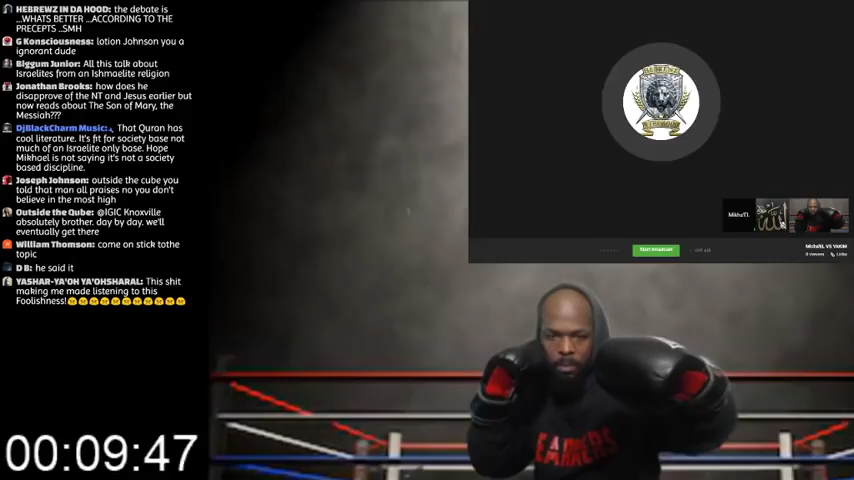 HEBREWZ IN DA HOOD: the debate is
...WHATS BETTER ...ACCORDING TO THE
PRECEPTS ..SMH
G Konsciousness: lotion Johnson you a
ignorant dude
Biggum Junior: All this talk about
Israelites from an Ishmaelite religion
Jonathan Brooks: how does he
disapprove of the NT and Jesus earlier but
now reads about The Son of Mary, the
Messiah???
DjBlackCharm Music: That Quran has
cool literature. It's fit for society base not
much of an Israelite only base. Hope
Mikhael is not saying it's not a society
based discipline.
Joseph Johnson: outside the cube you
told that man all praises no you don't
believe in the most high
Outside the Qube: @IGIC Knoxville
absolutely brother. day by day. we'll
eventually get there
William Thomson: come on stick tothe
topic
D B: he said it
YASHAR-YA'OH YA'OHSHARAL: This shit
making me made listening to this
Foolishness!
START BROADCAST
00:09:47